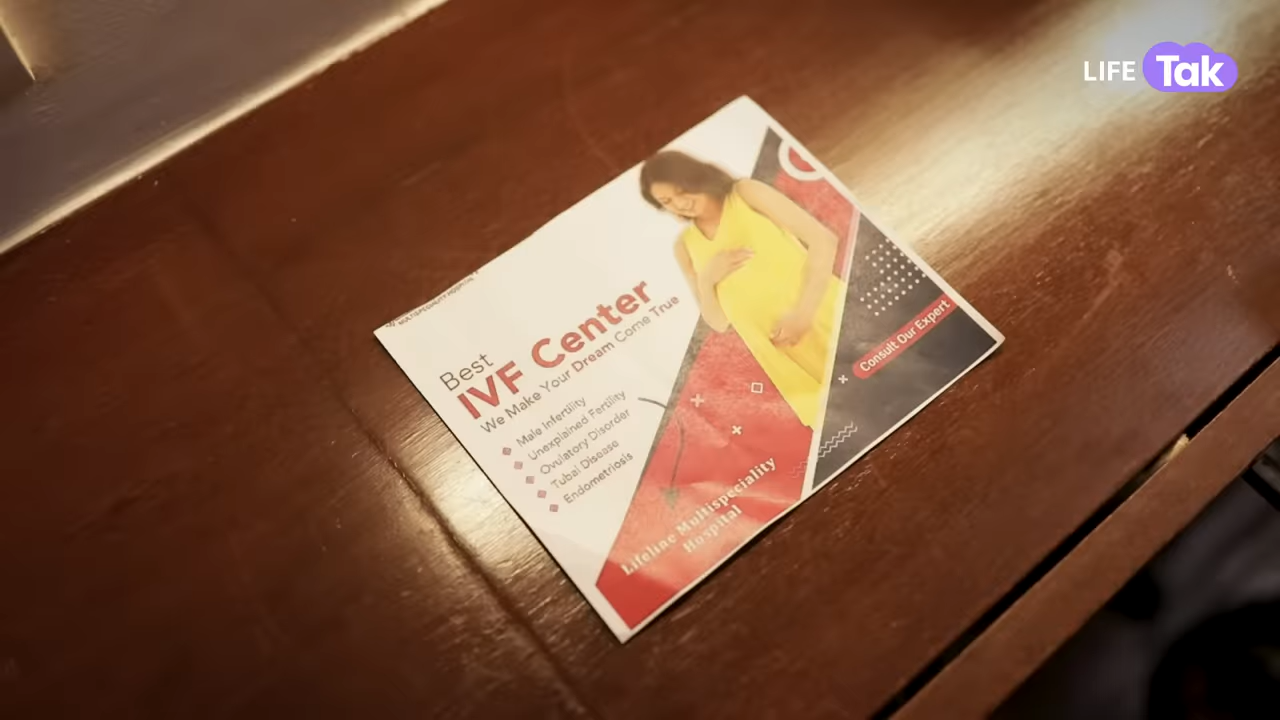 LIFE Tak
Best
IVF Center
We Make Your Dream Come True
Male Infertility
Unexplained Fertility
Ovulatory Disorder
Tubal Disease
Endometriosis
Consult Our Expert
Lifeline Multispeciality
Hospital